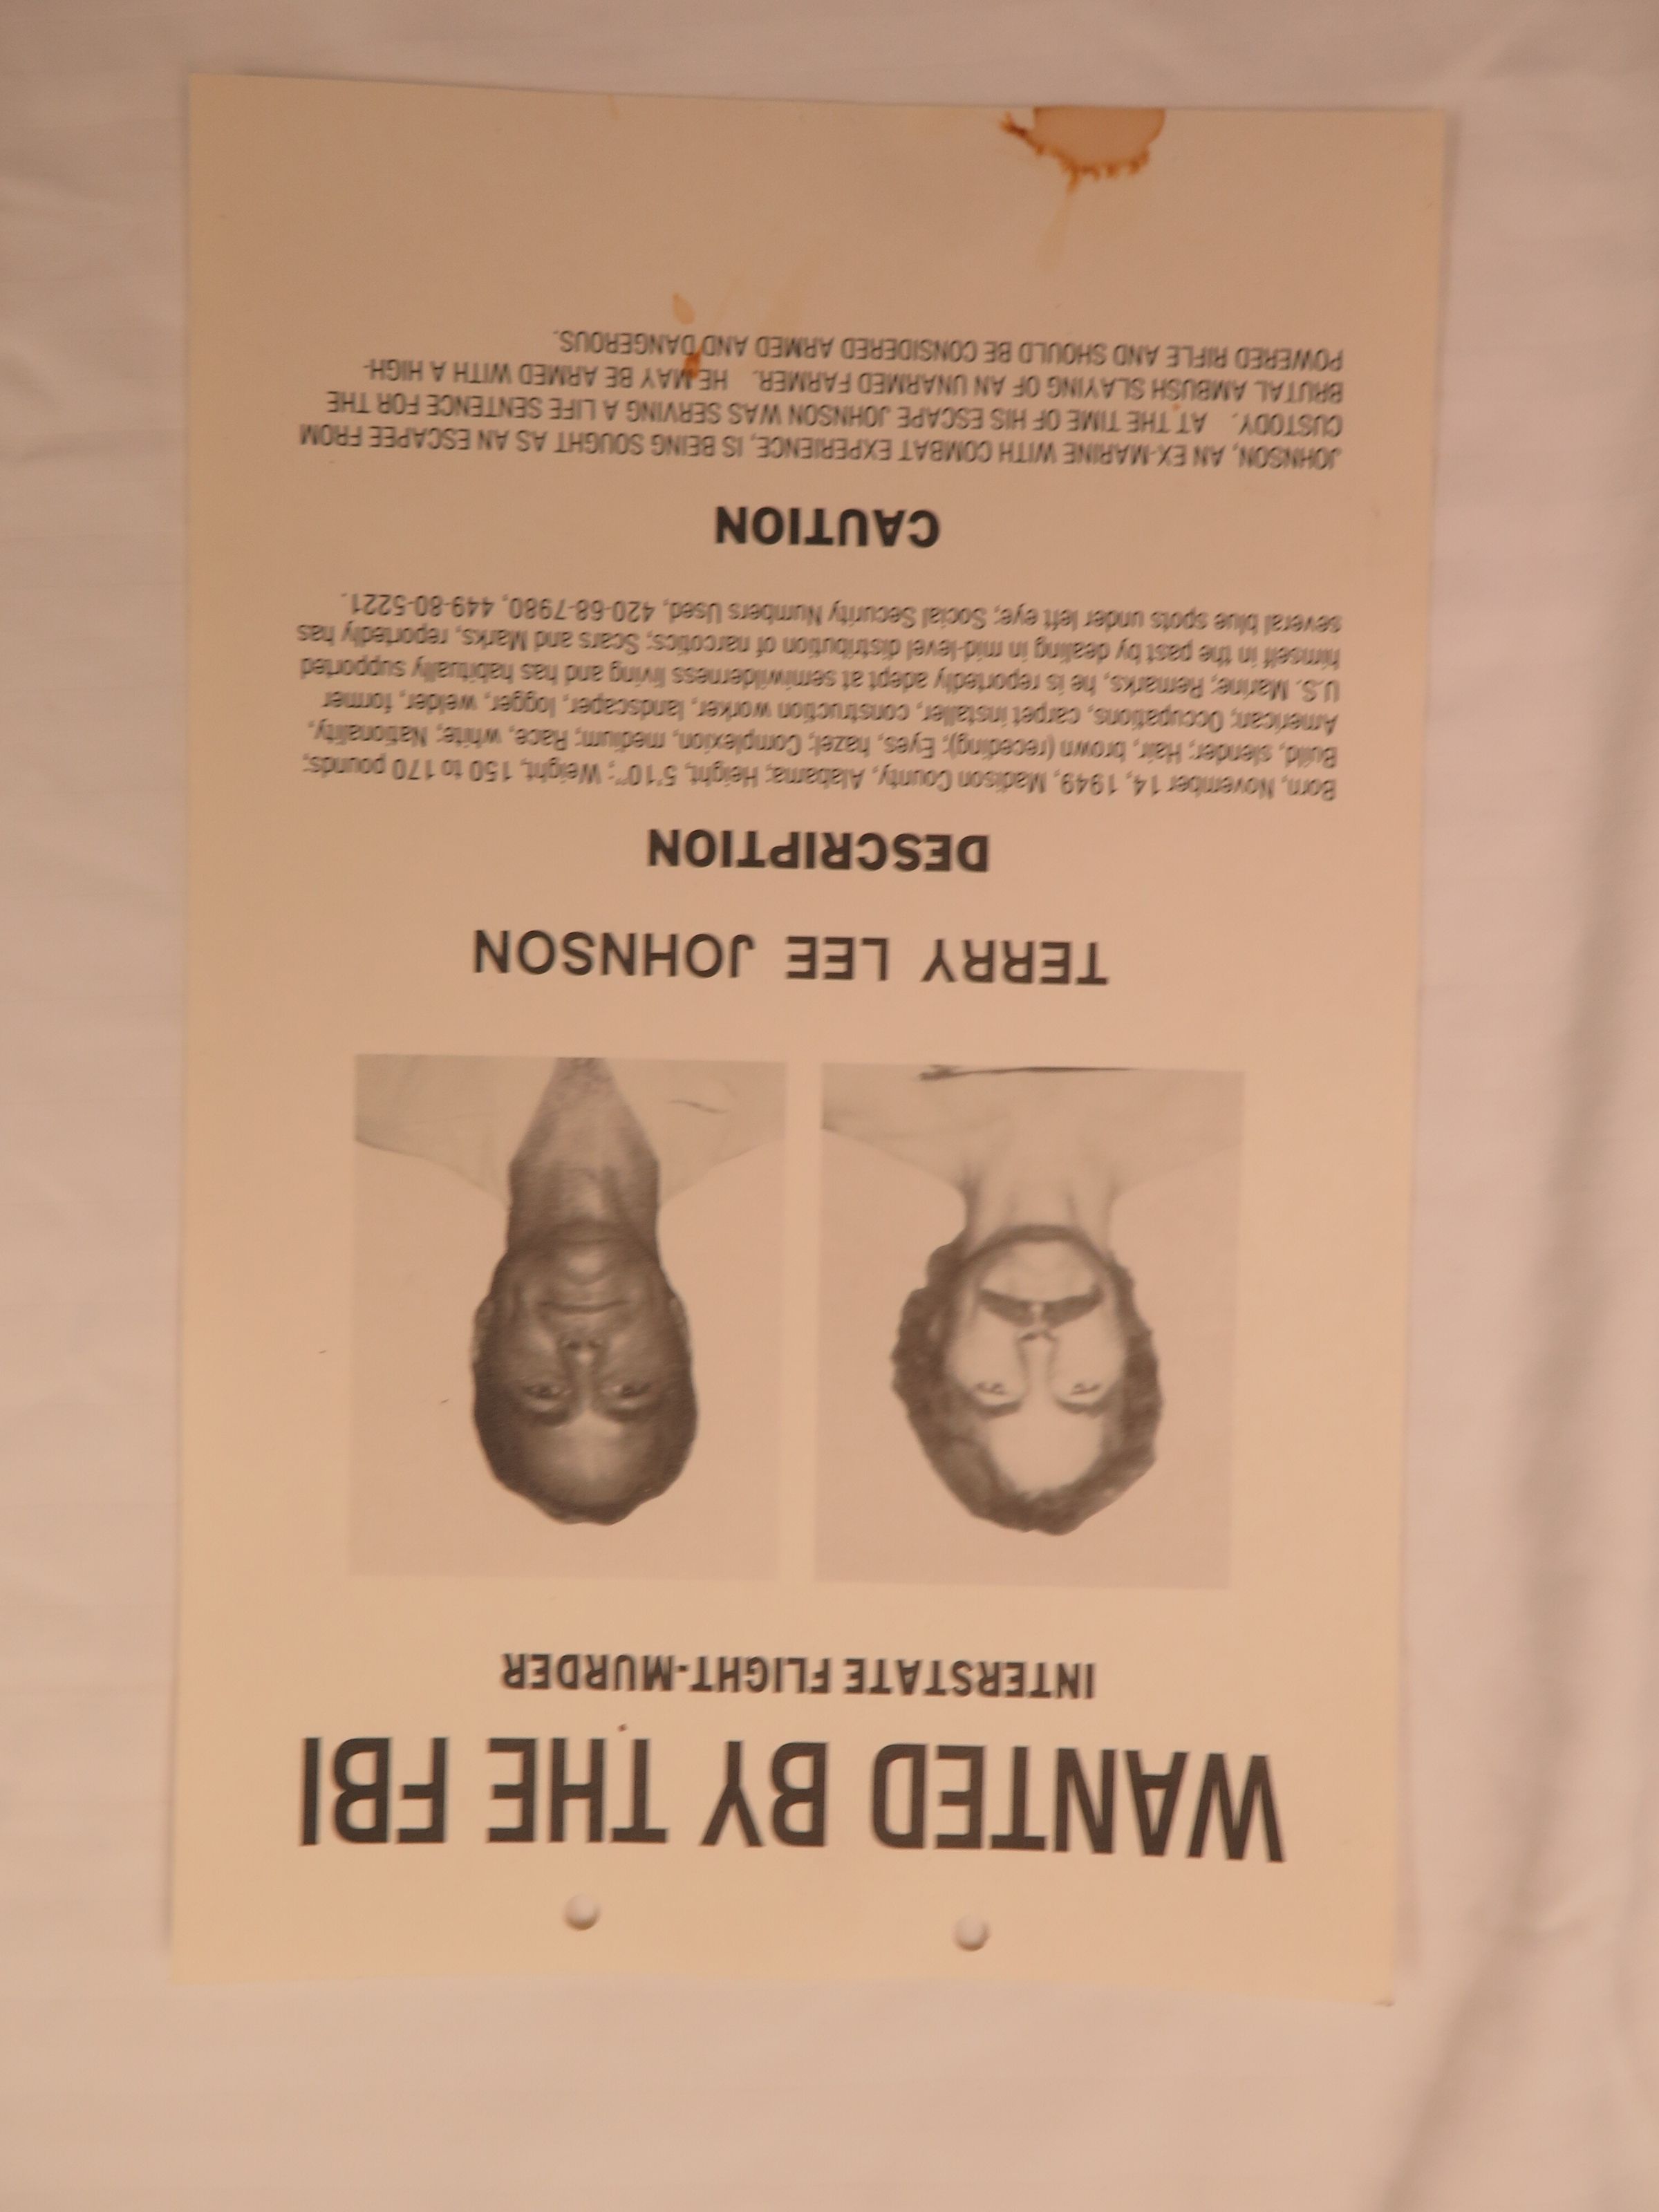 WANTED BY THE FBI
INTERSTATE FLIGHT-MURDER
TERRY LEE JOHNSON
DESCRIPTION
Born, November 14, 1949, Madison County, Alabama; Height, 5'10"; Weight, 150 to 170 pounds;
Build, slender; Hair, brown (receding); Eyes, hazel; Complexion, medium; Race, white; Nationality,
American; Occupations, carpet installer, construction worker, landscaper, logger, welder, former
U.S. Marine; Remarks, he is reportedly adept at semiwilderness living and has habitually supported
himself in the past by dealing in mid-level distribution of narcotics; Scars and Marks, reportedly has
several blue spots under left eye; Social Security Numbers Used, 420-68-7980, 449-80-5221.
CAUTION
JOHNSON, AN EX-MARINE WITH COMBAT EXPERIENCE, IS BEING SOUGHT AS AN ESCAPEE FROM
CUSTODY. AT THE TIME OF HIS ESCAPE JOHNSON WAS SERVING A LIFE SENTENCE FOR THE
BRUTAL AMBUSH SLAYING OF AN UNARMED FARMER. HE MAY BE ARMED WITH A HIGH-
POWERED RIFLE AND SHOULD BE CONSIDERED ARMED AND DANGEROUS.